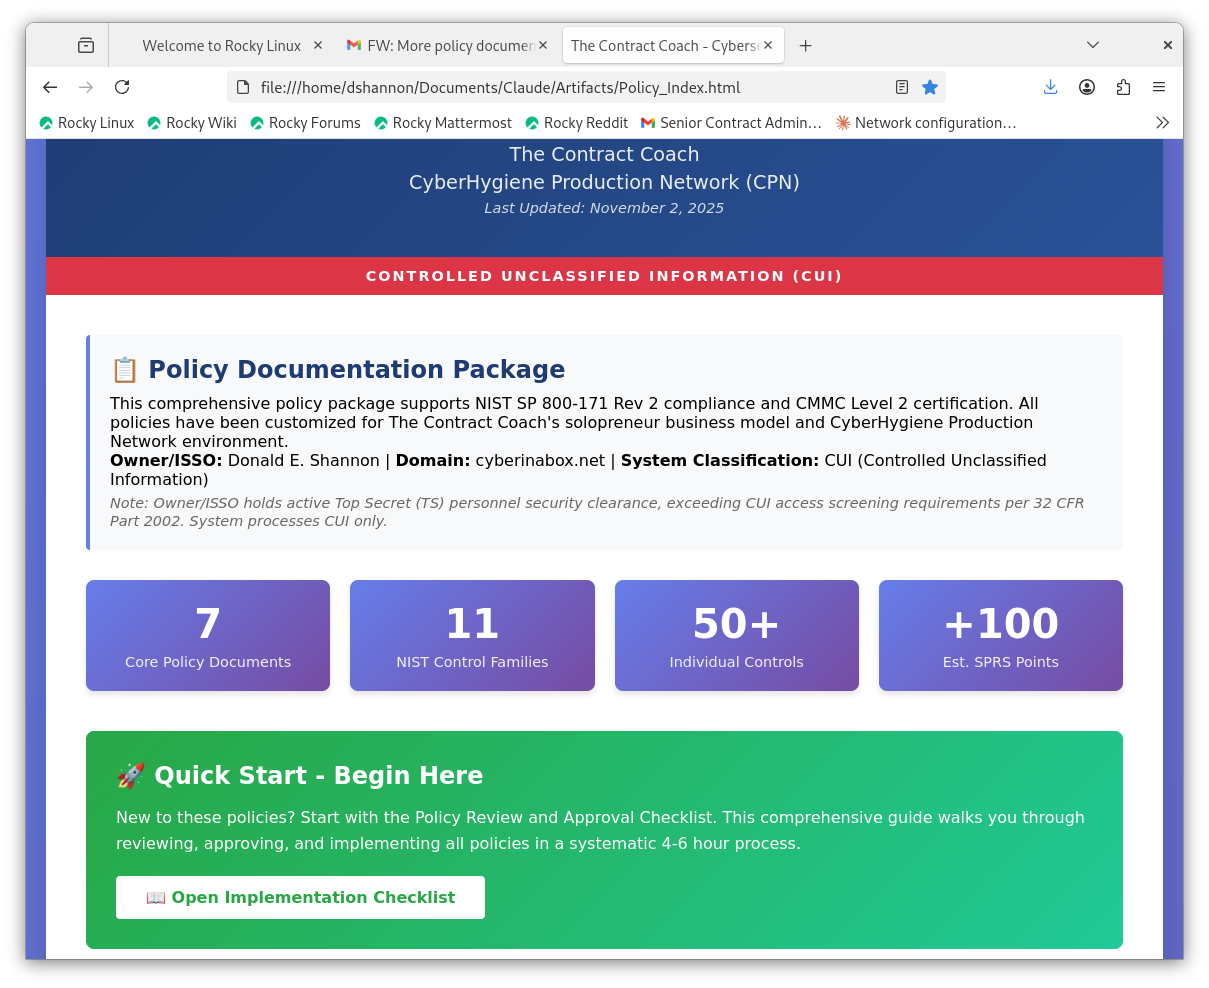 Welcome to Rocky Linux
FW: More policy documen
The Contract Coach - Cyberse
file:///home/dshannon/Documents/Claude/Artifacts/Policy_Index.html
Rocky Linux
Rocky Wiki
Rocky Forums
Rocky Mattermost
Rocky Reddit
Senior Contract Admin…
Network configuration…
The Contract Coach
CyberHygiene Production Network (CPN)
Last Updated: November 2, 2025
CONTROLLED UNCLASSIFIED INFORMATION (CUI)
📋 Policy Documentation Package
This comprehensive policy package supports NIST SP 800-171 Rev 2 compliance and CMMC Level 2 certification. All
policies have been customized for The Contract Coach's solopreneur business model and CyberHygiene Production
Network environment.
Owner/ISSO: Donald E. Shannon | Domain: cyberinabox.net | System Classification: CUI (Controlled Unclassified
Information)
Note: Owner/ISSO holds active Top Secret (TS) personnel security clearance, exceeding CUI access screening requirements per 32 CFR
Part 2002. System processes CUI only.
7
Core Policy Documents
11
NIST Control Families
50+
Individual Controls
+100
Est. SPRS Points
🚀 Quick Start - Begin Here
New to these policies? Start with the Policy Review and Approval Checklist. This comprehensive guide walks you through
reviewing, approving, and implementing all policies in a systematic 4-6 hour process.
📖 Open Implementation Checklist